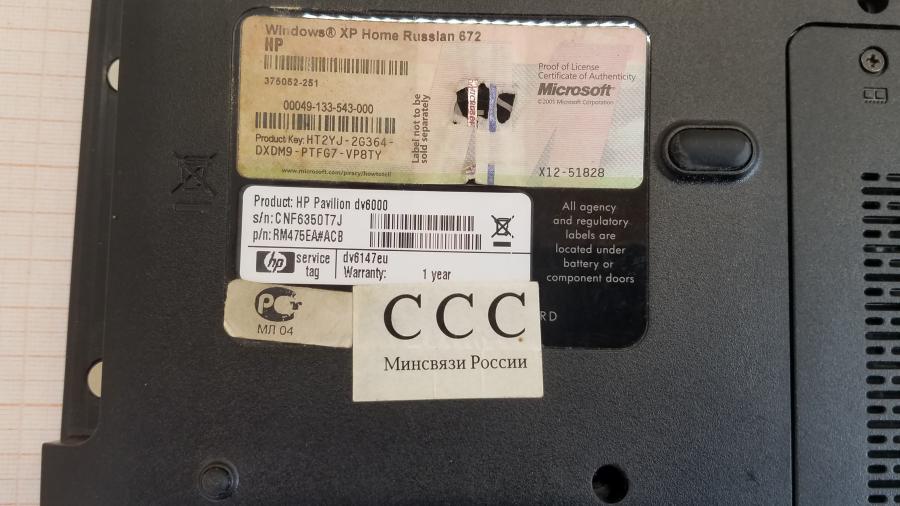 Windows® XP Home Russian 672
HP
375052-251
00049-133-543-000
Product Key: HT2YJ-2G364-
DXDM9-PTFG7-VP8TY
www.microsoft.com/piracy/howtotell
Label not to be
sold separately
Proof of License
Certificate of Authenticity
Microsoft®
©2005 Microsoft Corporation
X12-51828
Product: HP Pavilion dv6000
s/n: CNF6350T7J
p/n: RM475EA#ACB
hp service
tag
dv6147eu
Warranty: 1 year
All agency
and regulatory
labels are
located under
battery or
component doors
РСТ
МЛ 04
ССС
Минсвязи России
RD